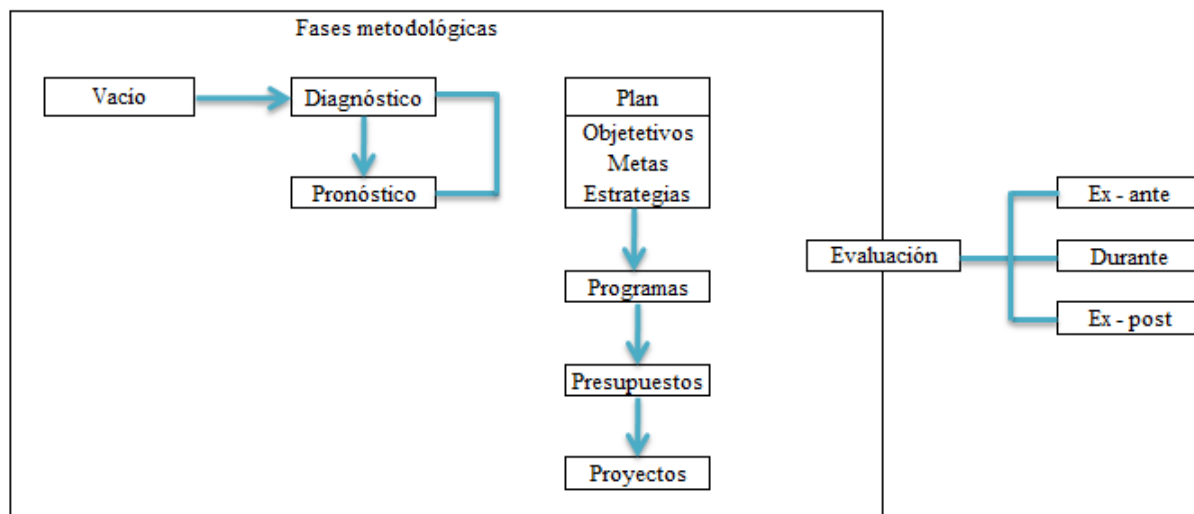 Fases metodológicas
Vacío
Diagnóstico
Pronóstico
Plan
Objetetivos
Metas
Estrategias
Programas
Presupuestos
Proyectos
Evaluación
Ex - ante
Durante
Ex - post